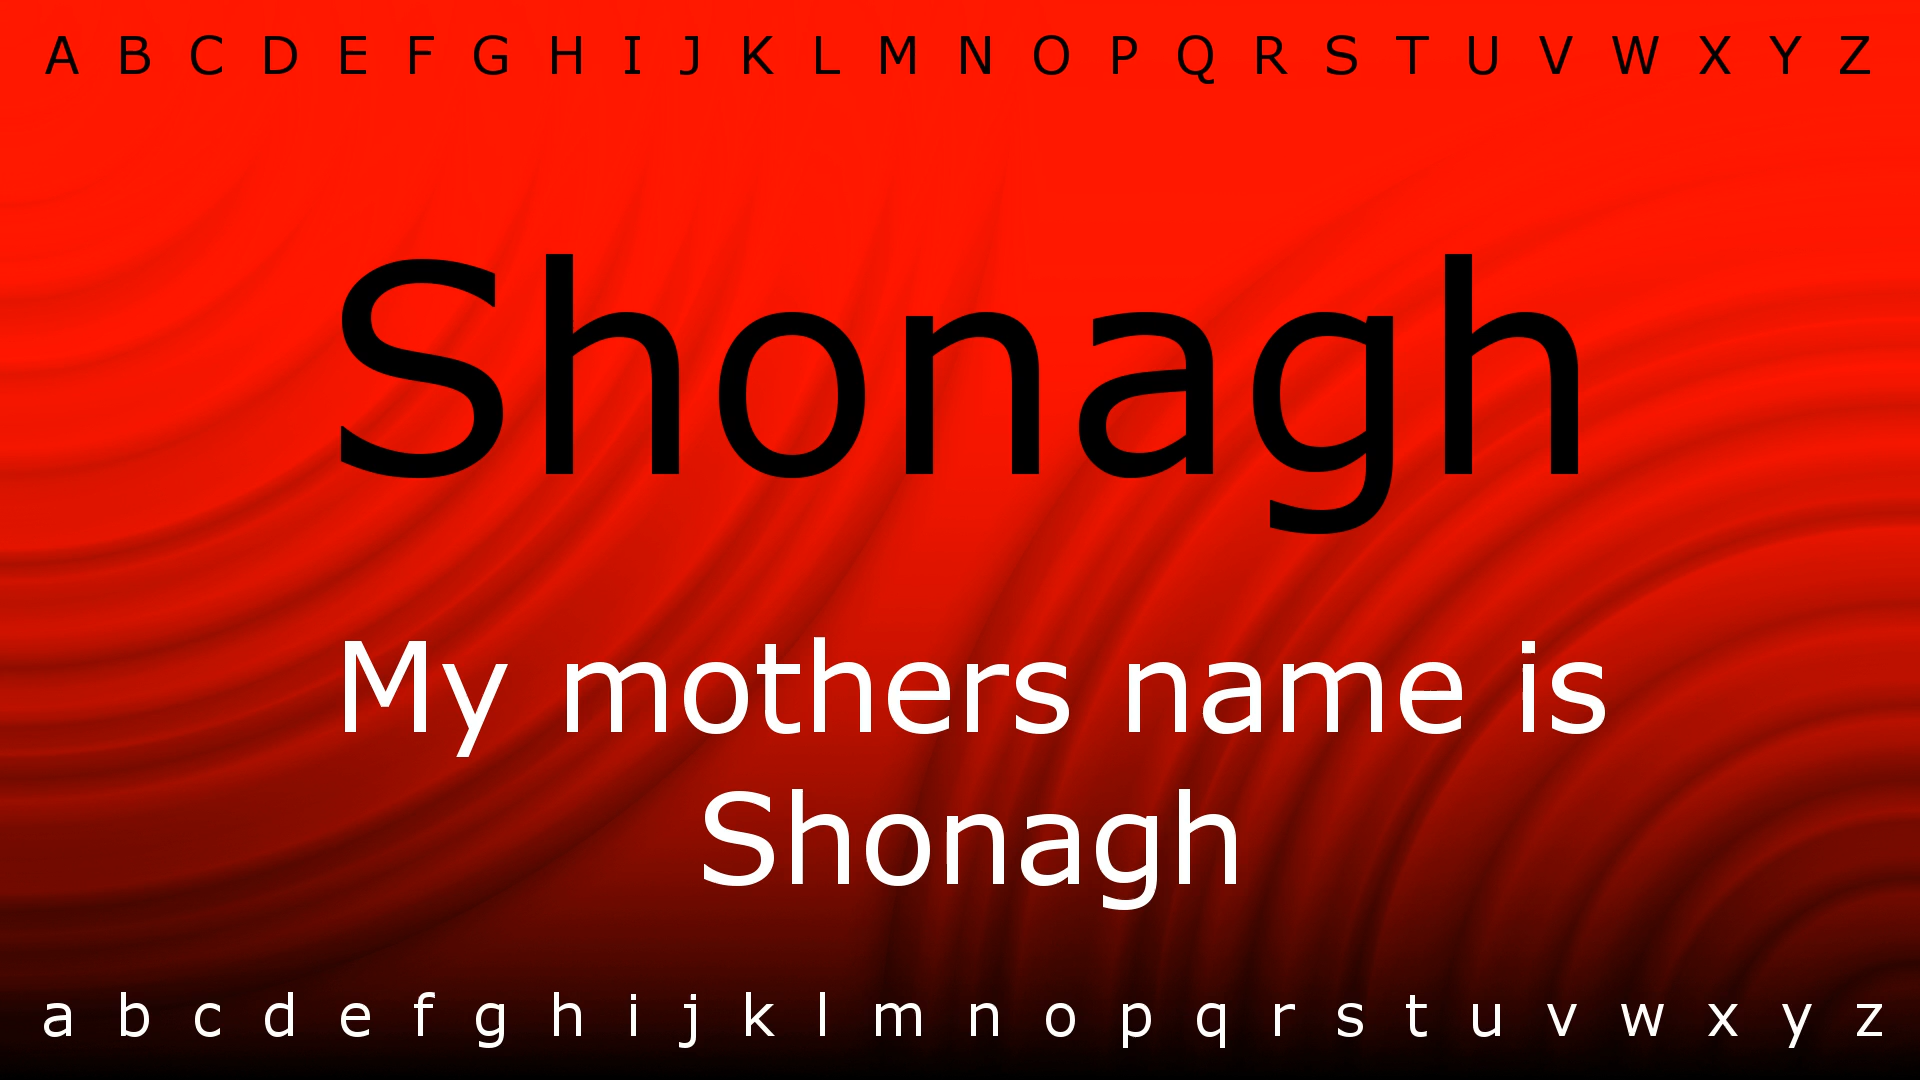 A B C D E F G H I J K L M N O P Q R S T U V W X Y Z
Shonagh
My mothers name is
Shonagh
a b c d e f g h i j k l m n o p q r s t u v w x y z